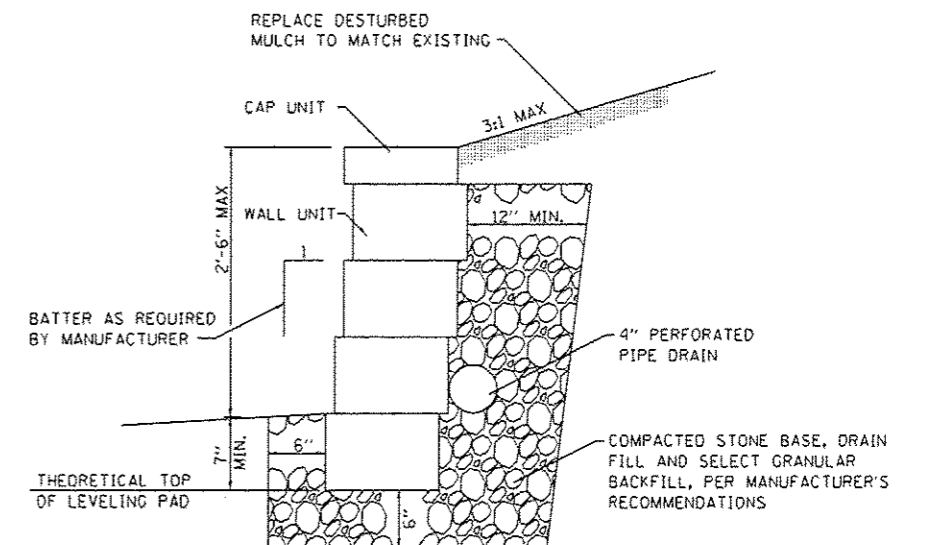 REPLACE DESTURBED
MULCH TO MATCH EXISTING
CAP UNIT
3:1 MAX
2'-6" MAX
WALL UNIT
12" MIN.
1
BATTER AS REQUIRED
BY MANUFACTURER
4" PERFORATED
PIPE DRAIN
7"
MIN.
6"
COMPACTED STONE BASE, DRAIN
FILL AND SELECT GRANULAR
BACKFILL, PER MANUFACTURER'S
RECOMMENDATIONS
THEORETICAL TOP
OF LEVELING PAD
6"